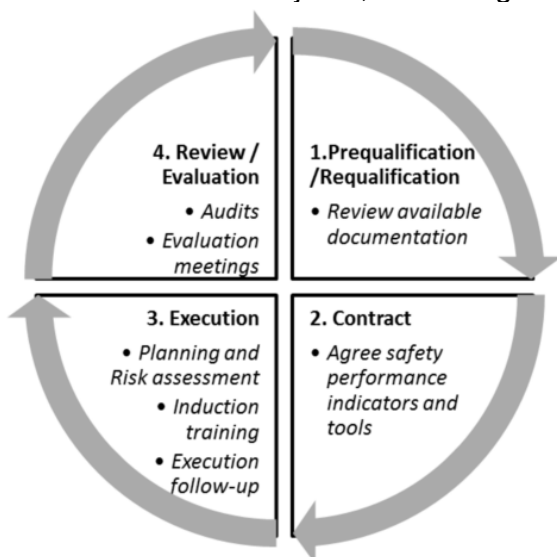 4. Review /
Evaluation
• Audits
• Evaluation
meetings
1.Prequalification
/Requalification
• Review available
documentation
3. Execution
• Planning and
Risk assessment
• Induction
training
• Execution
follow-up
2. Contract
• Agree safety
performance
indicators and
tools